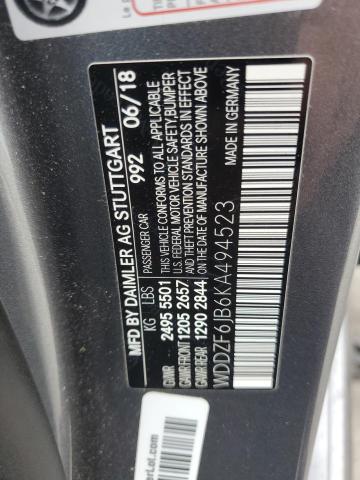 MFD BY DAIMLER AG STUTTGART
KG LBS PASSENGER CAR 992 06/18
GVWR 2495 5501 THIS VEHICLE CONFORMS TO ALL APPLICABLE
GAWR FRONT 1205 2657 U.S. FEDERAL MOTOR VEHICLE SAFETY, BUMPER
AND THEFT PREVENTION STANDARDS IN EFFECT
GAWR REAR 1290 2844 ON THE DATE OF MANUFACTURE SHOWN ABOVE
WDDZF6JB6KA494523 MADE IN GERMANY